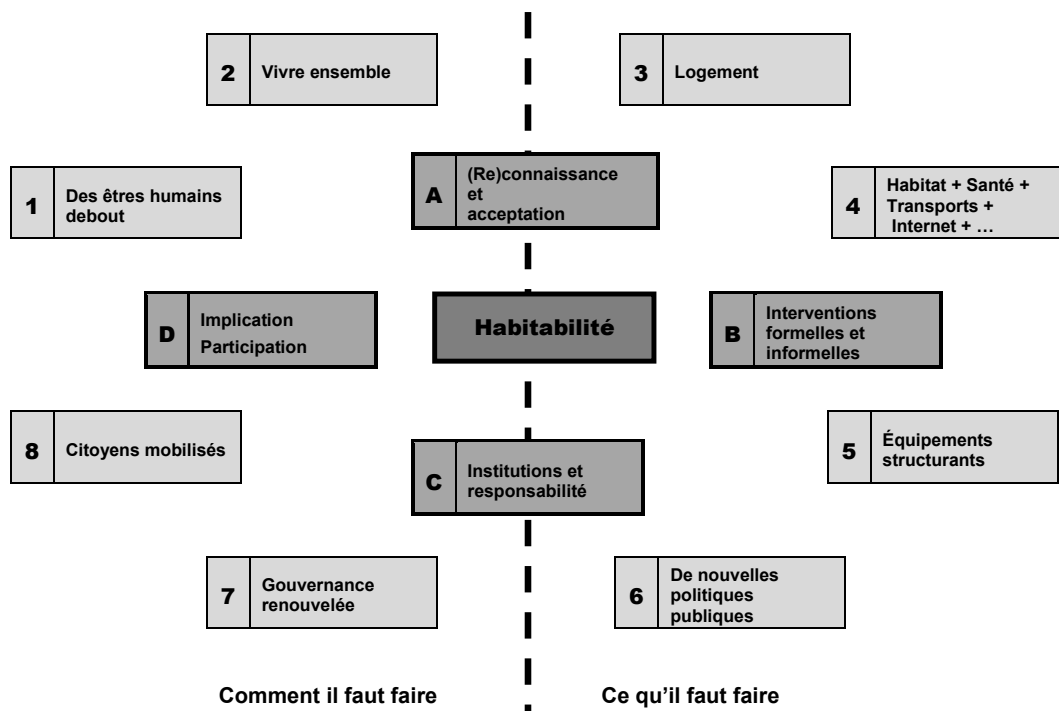 2 Vivre ensemble
3 Logement
1 Des êtres humains
debout
A (Re)connaissance
et
acceptation
4 Habitat + Santé +
Transports +
Internet + …
D Implication
Participation
Habitabilité
B Interventions
formelles et
informelles
8 Citoyens mobilisés
C Institutions et
responsabilité
5 Équipements
structurants
7 Gouvernance
renouvelée
6 De nouvelles
politiques
publiques
Comment il faut faire
Ce qu’il faut faire